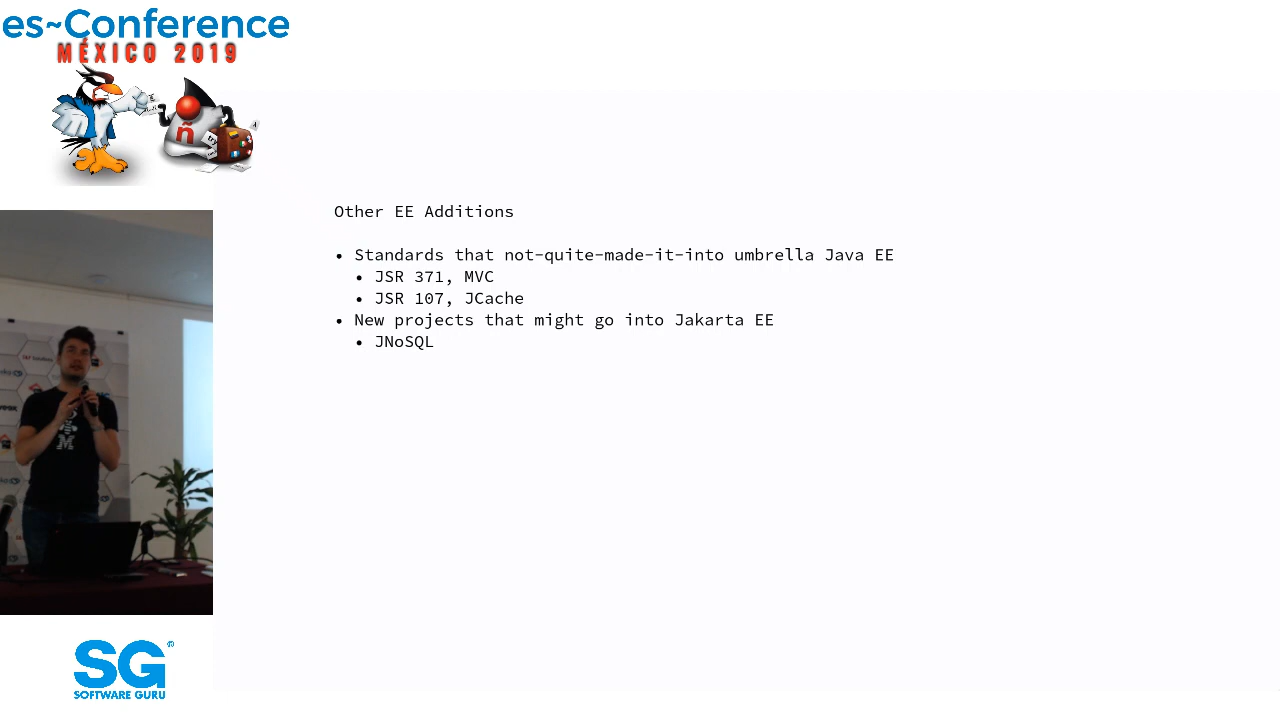 es~Conference
MÉXICO 2019
ñ
try
Other EE Additions
• Standards that not-quite-made-it-into umbrella Java EE
• JSR 371, MVC
• JSR 107, JCache
• New projects that might go into Jakarta EE
• JNoSQL
M
SG®
SOFTWARE GURU